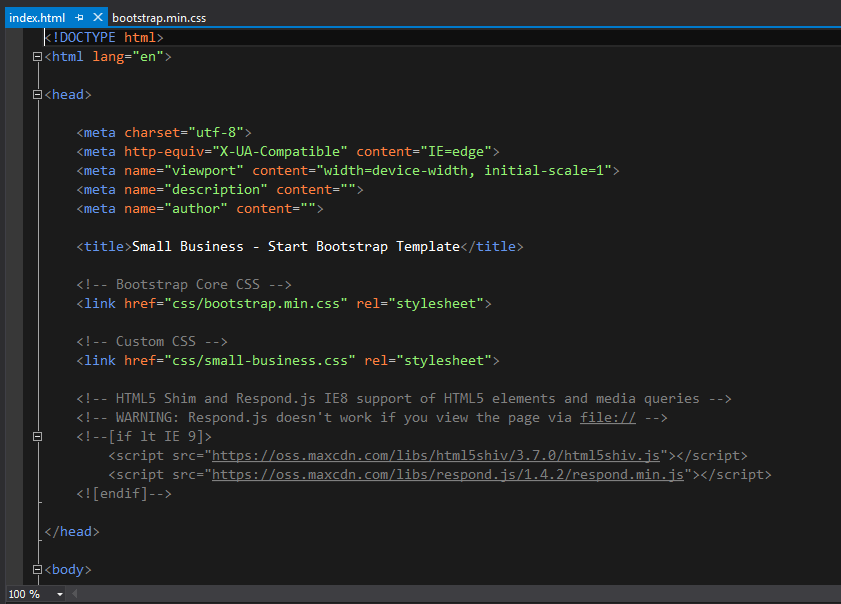 index.html
bootstrap.min.css
<!DOCTYPE html>
<html lang="en">
<head>
<meta charset="utf-8">
<meta http-equiv="X-UA-Compatible" content="IE=edge">
<meta name="viewport" content="width=device-width, initial-scale=1">
<meta name="description" content="">
<meta name="author" content="">
<title>Small Business - Start Bootstrap Template</title>
<!-- Bootstrap Core CSS -->
<link href="css/bootstrap.min.css" rel="stylesheet">
<!-- Custom CSS -->
<link href="css/small-business.css" rel="stylesheet">
<!-- HTML5 Shim and Respond.js IE8 support of HTML5 elements and media queries -->
<!-- WARNING: Respond.js doesn't work if you view the page via file:// -->
<!--[if lt IE 9]>
<script src="https://oss.maxcdn.com/libs/html5shiv/3.7.0/html5shiv.js"></script>
<script src="https://oss.maxcdn.com/libs/respond.js/1.4.2/respond.min.js"></script>
<![endif]-->
</head>
<body>
100 %